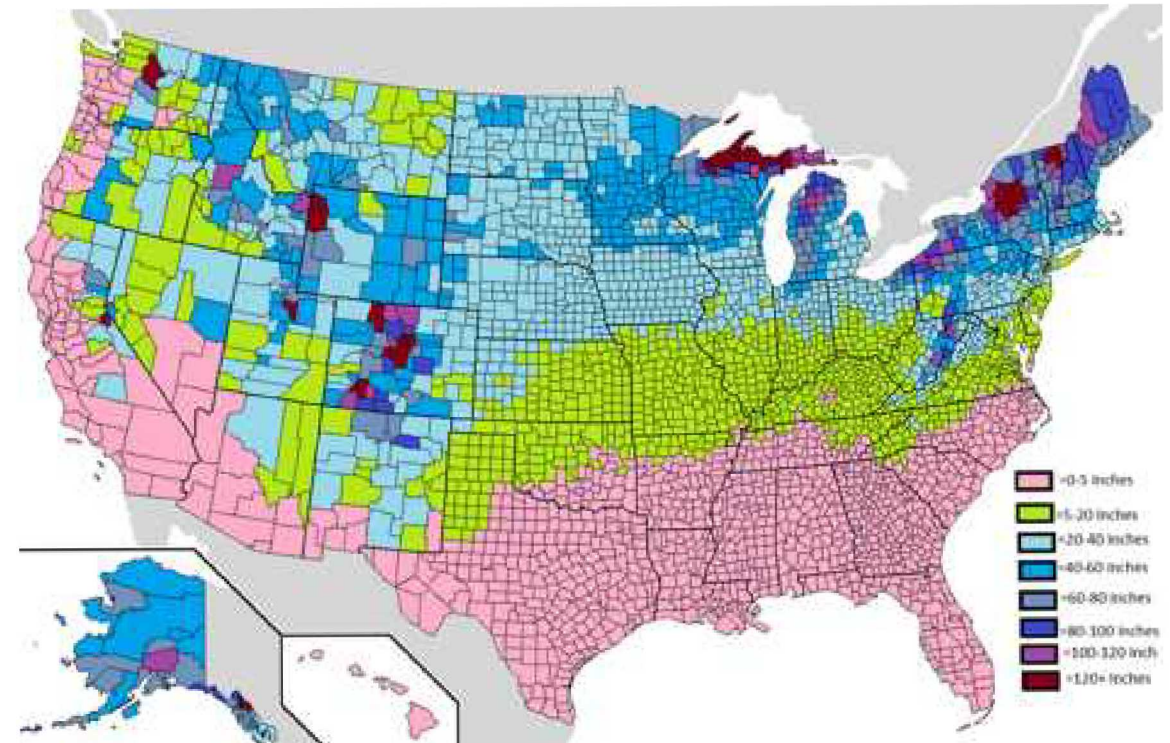 =0-5 Inches
=5-20 Inches
=20-40 Inches
=40-60 Inches
=60-80 Inches
=80-100 Inches
=100-120 Inch
=120+ Inches